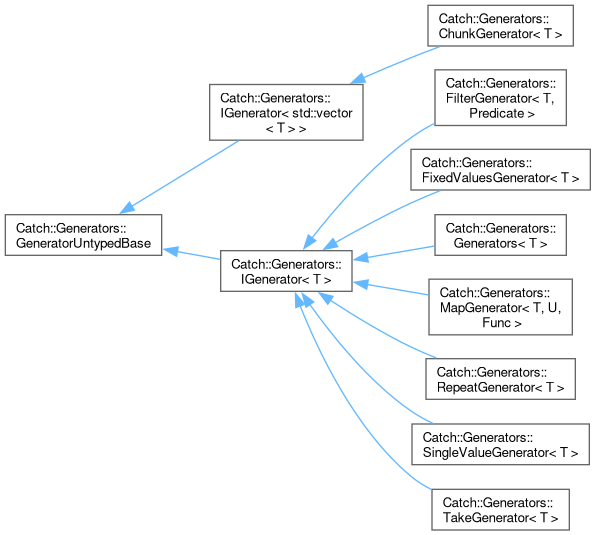 Catch::Generators::
ChunkGenerator< T >
Catch::Generators::
IGenerator< std::vector
< T > >
Catch::Generators::
FilterGenerator< T,
Predicate >
Catch::Generators::
FixedValuesGenerator< T >
Catch::Generators::
GeneratorUntypedBase
Catch::Generators::
Generators< T >
Catch::Generators::
IGenerator< T >
Catch::Generators::
MapGenerator< T, U,
Func >
Catch::Generators::
RepeatGenerator< T >
Catch::Generators::
SingleValueGenerator< T >
Catch::Generators::
TakeGenerator< T >